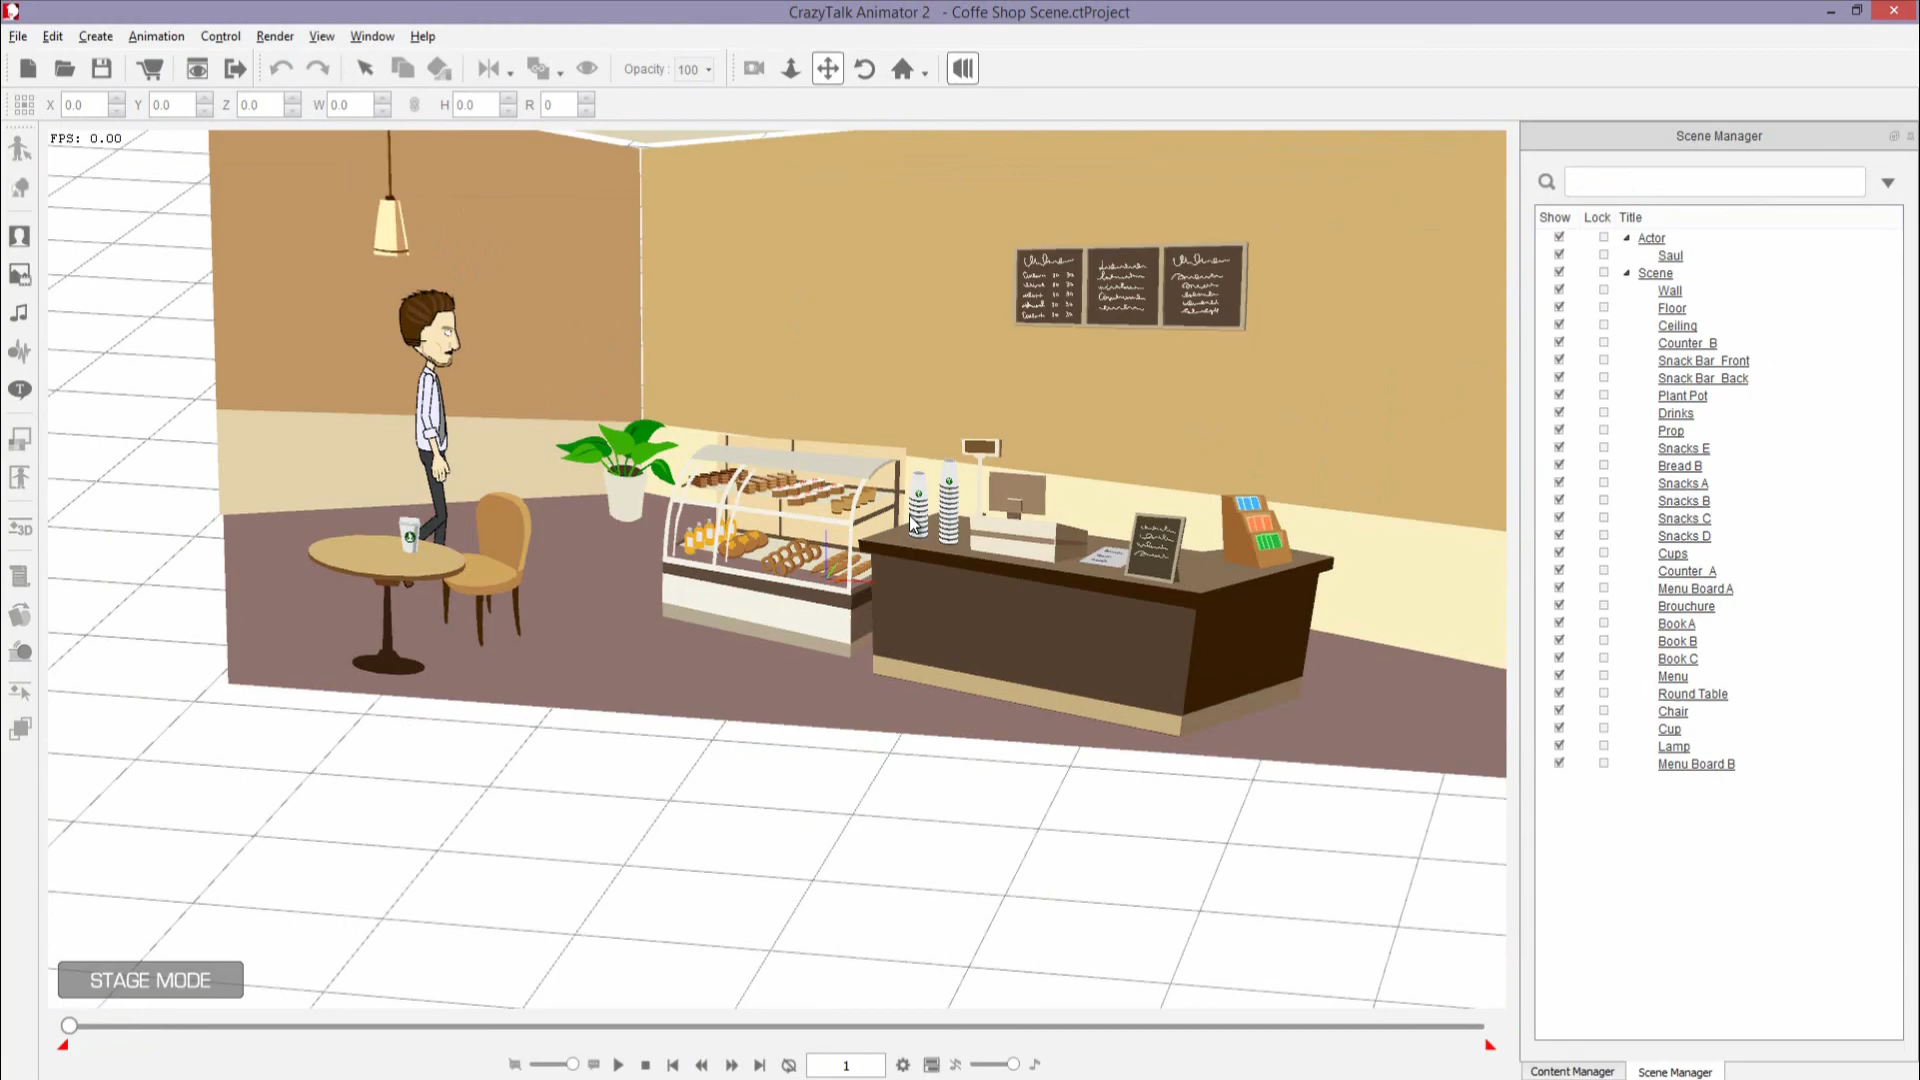 CrazyTalk Animator 2 - Coffe Shop Scene.ctProject
File Edit Create Animation Control Render View Window Help
Opacity : 100
X 0.0 Y 0.0 Z 0.0 W 0.0 H 0.0 R 0
FPS: 0.00
Scene Manager
Show Lock Title
Actor
Saul
Scene
Wall
Floor
Ceiling
Counter_B
Snack Bar_Front
Snack Bar_Back
Plant Pot
Drinks
Prop
Snacks E
Bread B
Snacks A
Snacks B
Snacks C
Snacks D
Cups
Counter_A
Menu Board A
Brouchure
Book A
Book B
Book C
Menu
Round Table
Chair
Cup
Lamp
Menu Board B
3D
STAGE MODE
1
Content Manager Scene Manager